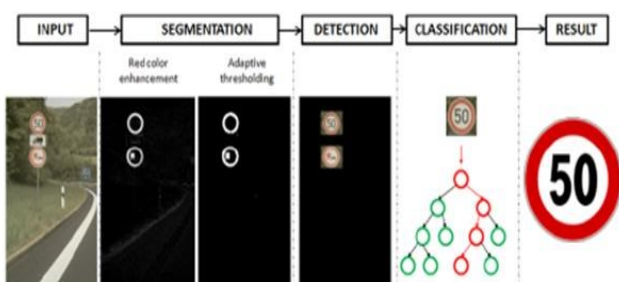 INPUT
SEGMENTATION
DETECTION
CLASSIFICATION
RESULT
Red color
enhancement
Adaptive
thresholding
50
50
50
50